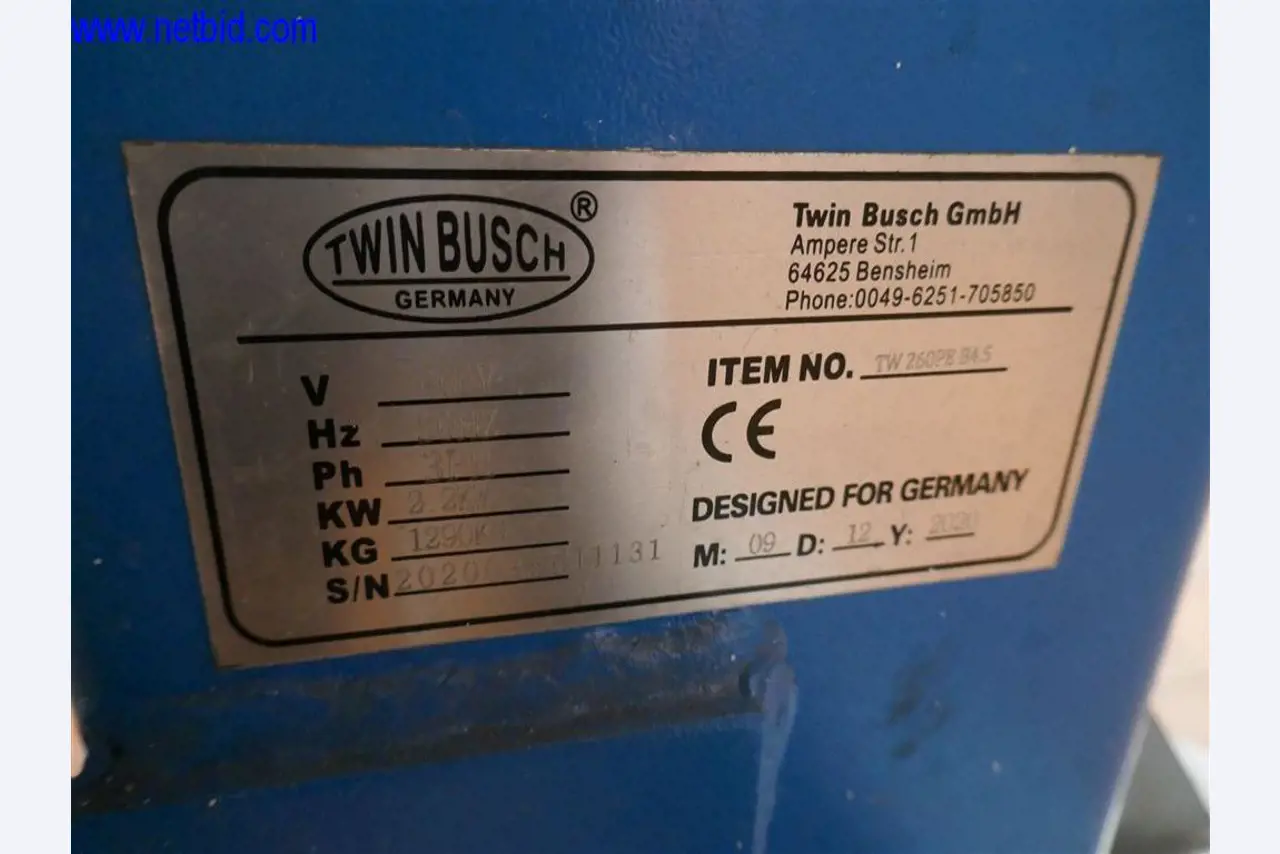 www.netbid.com
TWIN BUSCH ®
GERMANY
Twin Busch GmbH
Ampere Str.1
64625 Bensheim
Phone:0049-6251-705850
V
Hz
Ph
KW
KG
S/N
ITEM NO.
CE
DESIGNED FOR GERMANY
M: 09 D: 12 Y: 2020